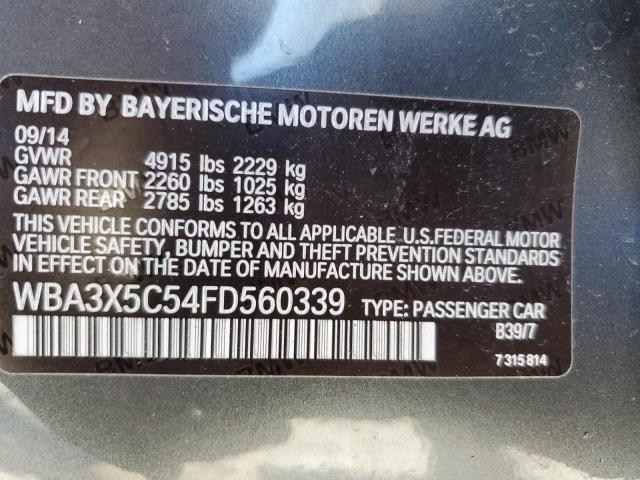 MFD BY BAYERISCHE MOTOREN WERKE AG
09/14
GVWR 4915 lbs 2229 kg
GAWR FRONT 2260 lbs 1025 kg
GAWR REAR 2785 lbs 1263 kg
THIS VEHICLE CONFORMS TO ALL APPLICABLE U.S.FEDERAL MOTOR
VEHICLE SAFETY, BUMPER AND THEFT PREVENTION STANDARDS
IN EFFECT ON THE DATE OF MANUFACTURE SHOWN ABOVE.
WBA3X5C54FD560339 TYPE: PASSENGER CAR
B39/7
7 315 814